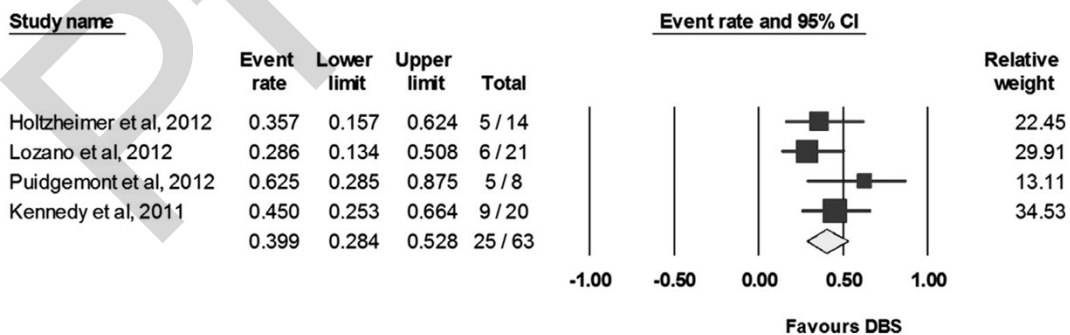 Study name Event rate and 95% CI
Event rate Lower limit Upper limit Total Relative weight
Holtzheimer et al, 2012 0.357 0.157 0.624 5 / 14 22.45
Lozano et al, 2012 0.286 0.134 0.508 6 / 21 29.91
Puidgemont et al, 2012 0.625 0.285 0.875 5 / 8 13.11
Kennedy et al, 2011 0.450 0.253 0.664 9 / 20 34.53
0.399 0.284 0.528 25 / 63
-1.00 -0.50 0.00 0.50 1.00
Favours DBS